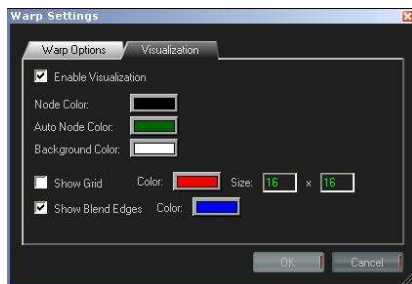 Warp Settings
Warp Options Visualization
Enable Visualization
Node Color:
Auto Node Color:
Background Color:
Show Grid Color: Size: 16 x 16
Show Blend Edges Color:
OK Cancel